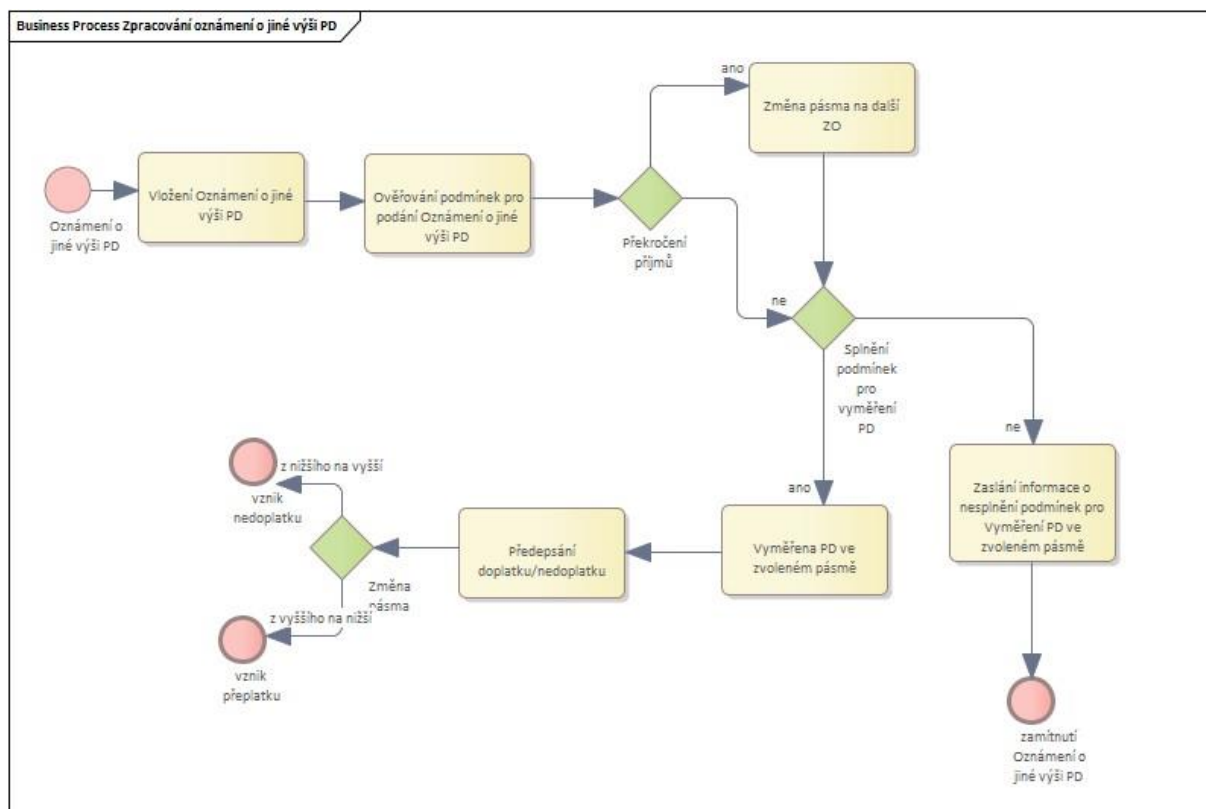 Business Process Zpracování oznámení o jiné výši PD
ano
Změna pásma na další
ZO
Vložení Oznámení o jiné
výši PD
Ověřování podmínek pro
podání Oznámení o jiné
výši PD
Oznámení o
jiné výši PD
Překročení
příjmů
ne
Splnění
podmínek
pro
vyměření
PD
ne
z nižšího na vyšší
vznik
nedoplatku
ano
Zaslání informace o
nesplnění podmínek pro
Vyměření PD ve
zvoleném pásmě
Předepsání
doplatku/nedoplatku
Vyměřena PD ve
zvoleném pásmě
Změna
pásma
z vyššího na nižší
vznik
přeplatku
zamítnutí
Oznámení o
jiné výši PD